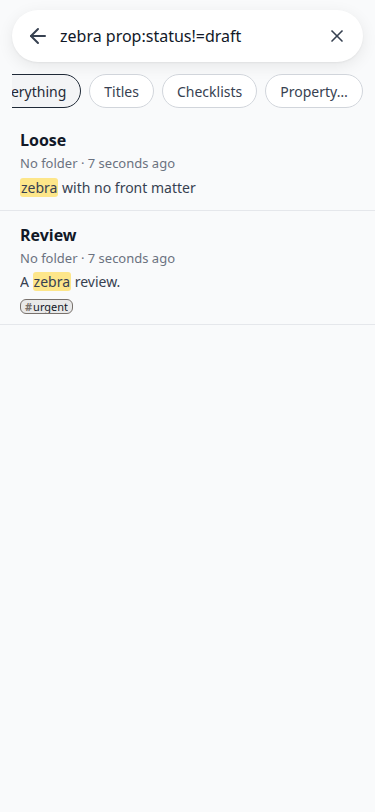 zebra prop:status!=draft
erything Titles Checklists Property...
Loose
No folder · 7 seconds ago
zebra with no front matter
Review
No folder · 7 seconds ago
A zebra review.
#urgent